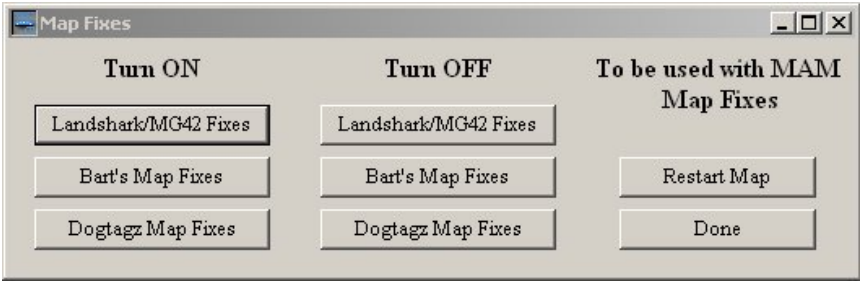 Map Fixes
Turn ON
Turn OFF
To be used with MAM
Map Fixes
Landshark/MG42 Fixes
Landshark/MG42 Fixes
Bart's Map Fixes
Bart's Map Fixes
Restart Map
Dogtagz Map Fixes
Dogtagz Map Fixes
Done